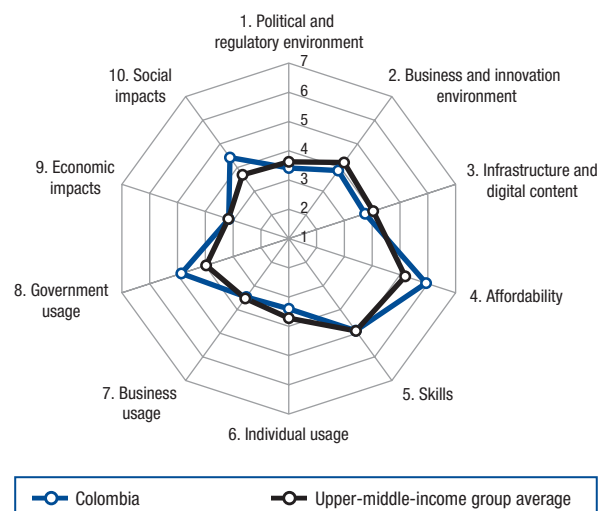 1. Political and
regulatory environment
7
10. Social
impacts
6
2. Business and innovation
environment
5
4
9. Economic
impacts
3
3. Infrastructure and
digital content
2
1
8. Government
usage
4. Affordability
7. Business
usage
5. Skills
6. Individual usage
Colombia
Upper-middle-income group average